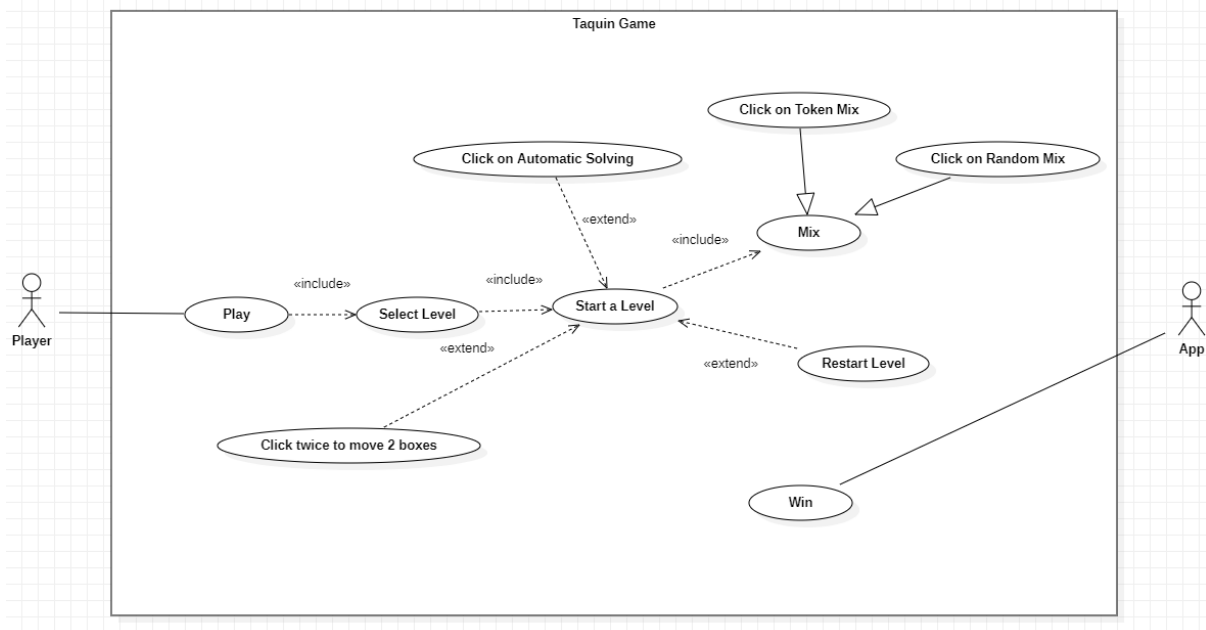 Taquin Game
Click on Token Mix
Click on Automatic Solving
Click on Random Mix
«extend»
Mix
«include»
«include»
«include»
Play
Select Level
Start a Level
Player
App
«extend»
«extend»
Restart Level
Click twice to move 2 boxes
Win